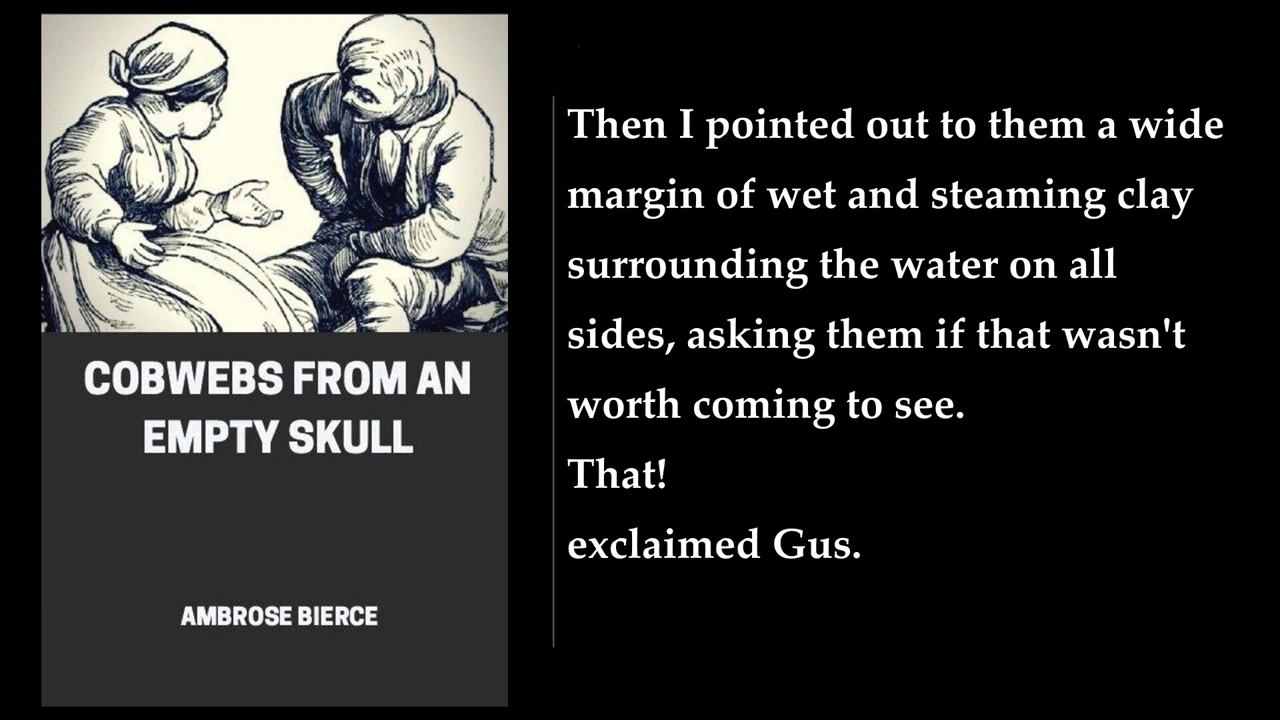 COBWEBS FROM AN
EMPTY SKULL
AMBROSE BIERCE
Then I pointed out to them a wide
margin of wet and steaming clay
surrounding the water on all
sides, asking them if that wasn't
worth coming to see.
That!
exclaimed Gus.